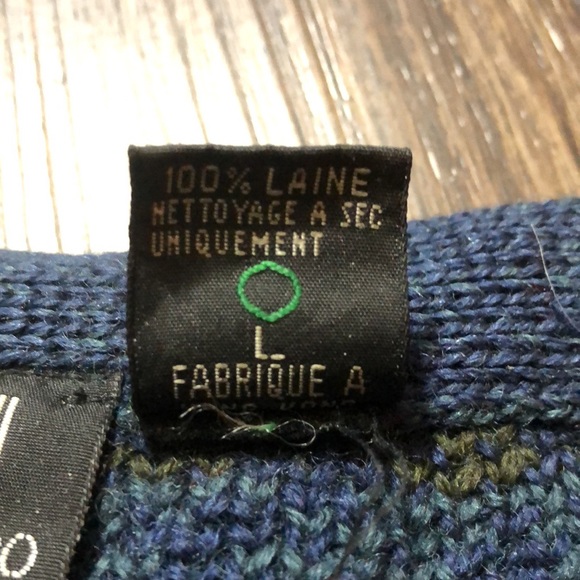 100% LAINE
NETTOYAGE A SEC
UNIQUEMENT
L
FABRIQUE A